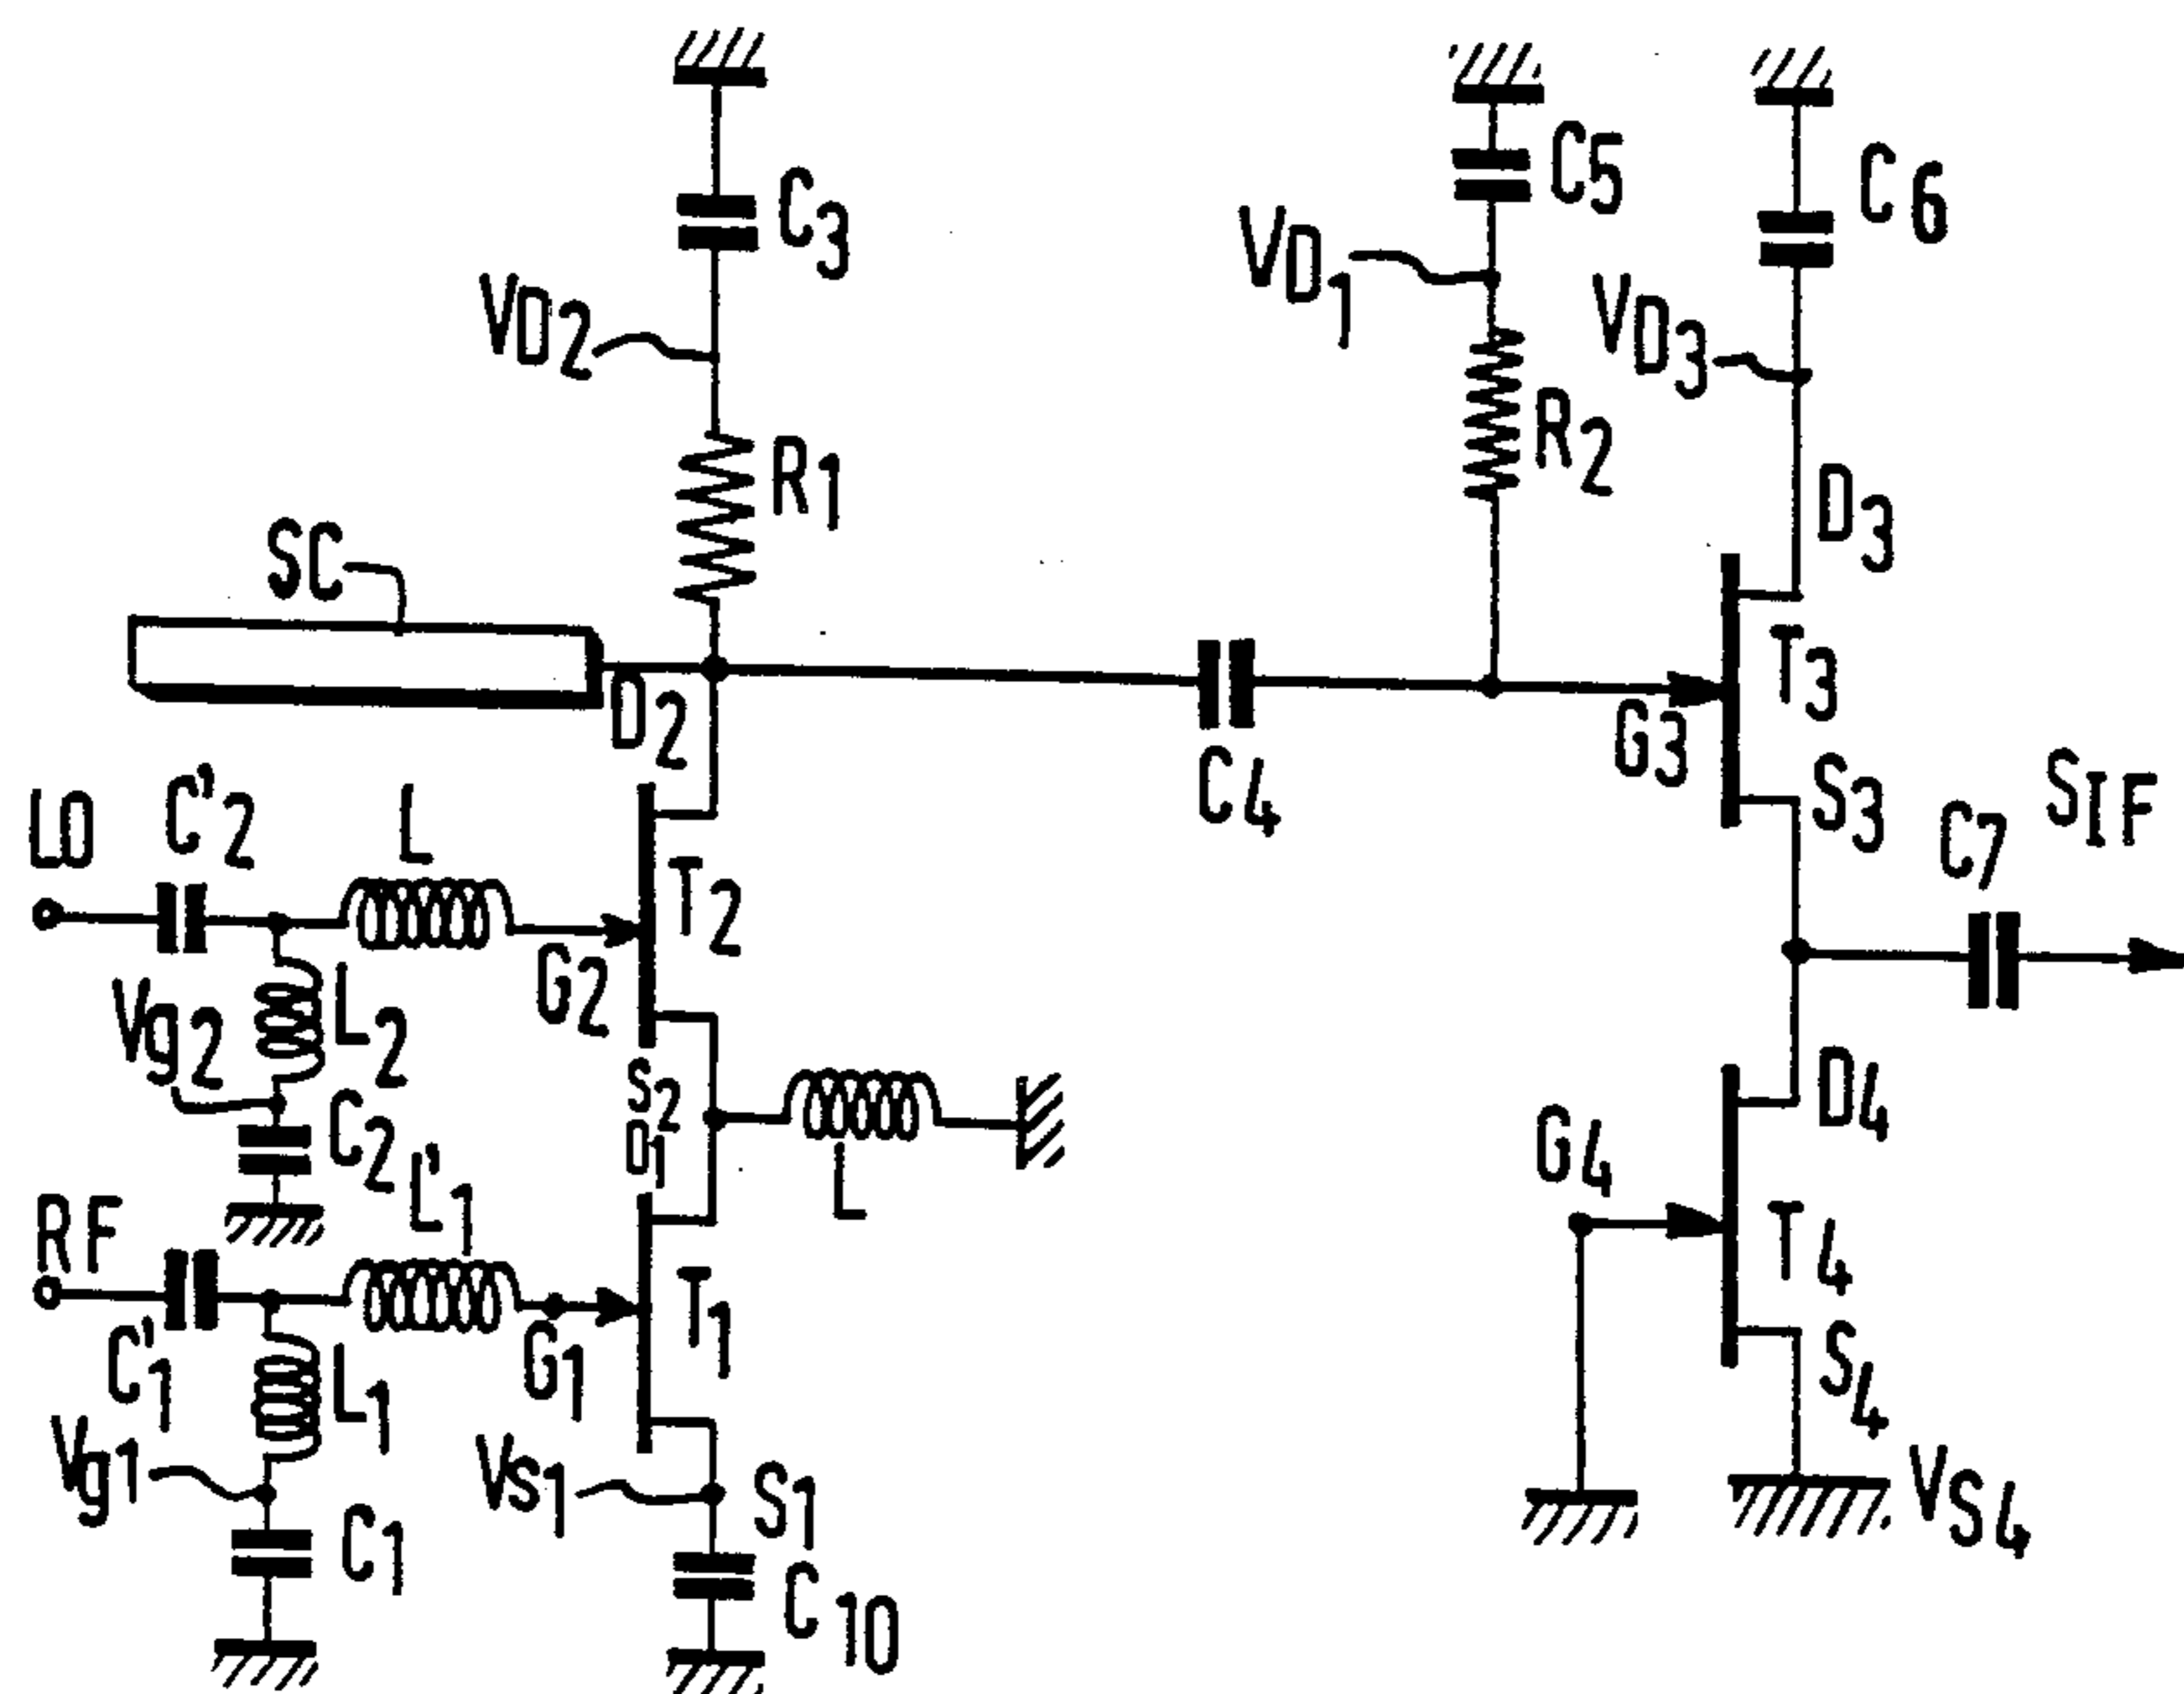 C3
C5
C6
VD2
VD1
VD3
R1
R2
D3
SC
T3
D2
G3
C4
S3
SIF
C7
LO
C'2
L
T2
G2
Vg2
L2
S2
D1
D4
C2
L
G4
L'1
RF
T4
T1
C'1
G1
L1
S4
Vg1
VS1
S1
VS4
C1
C10